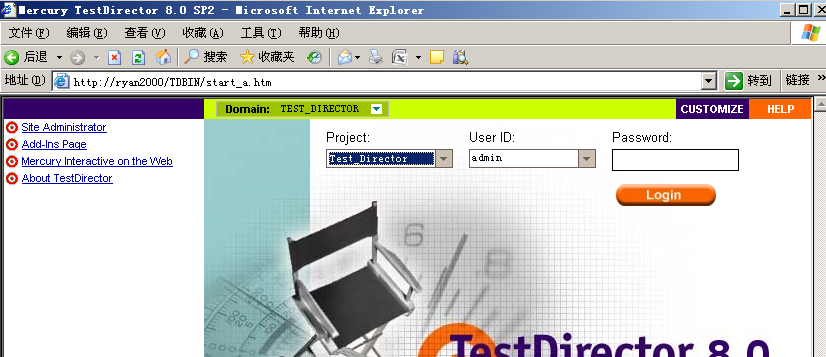 Mercury TestDirector 8.0 SP2 - Microsoft Internet Explorer
文件(F) 编辑(E) 查看(V) 收藏(A) 工具(T) 帮助(H)
后退 搜索 收藏夹
地址(D) http://ryan2000/TDBIN/start_a.htm 转到 链接 »
Domain: TEST_DIRECTOR CUSTOMIZE HELP
Site Administrator
Add-Ins Page
Mercury Interactive on the Web
About TestDirector
Project: User ID: Password:
Test_Director admin
Login
6
.8
TestDirector 8.0